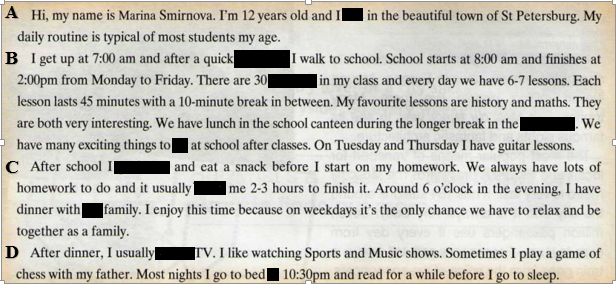 A Hi, my name is Marina Smirnova. I'm 12 years old and I in the beautiful town of St Petersburg. My
daily routine is typical of most students my age.
B I get up at 7:00 am and after a quick I walk to school. School starts at 8:00 am and finishes at
2:00pm from Monday to Friday. There are 30 in my class and every day we have 6-7 lessons. Each
lesson lasts 45 minutes with a 10-minute break in between. My favourite lessons are history and maths. They
are both very interesting. We have lunch in the school canteen during the longer break in the . We
have many exciting things to at school after classes. On Tuesday and Thursday I have guitar lessons.
C After school I and eat a snack before I start on my homework. We always have lots of
homework to do and it usually me 2-3 hours to finish it. Around 6 o'clock in the evening, I have
dinner with family. I enjoy this time because on weekdays it's the only chance we have to relax and be
together as a family.
D After dinner, I usually TV. I like watching Sports and Music shows. Sometimes I play a game of
chess with my father. Most nights I go to bed 10:30pm and read for a while before I go to sleep.